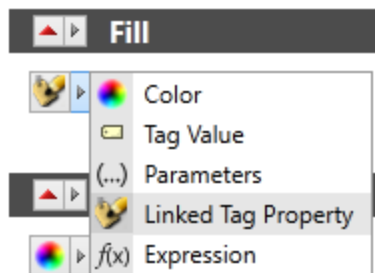 Fill
Color
Tag Value
(...) Parameters
Linked Tag Property
f(x) Expression